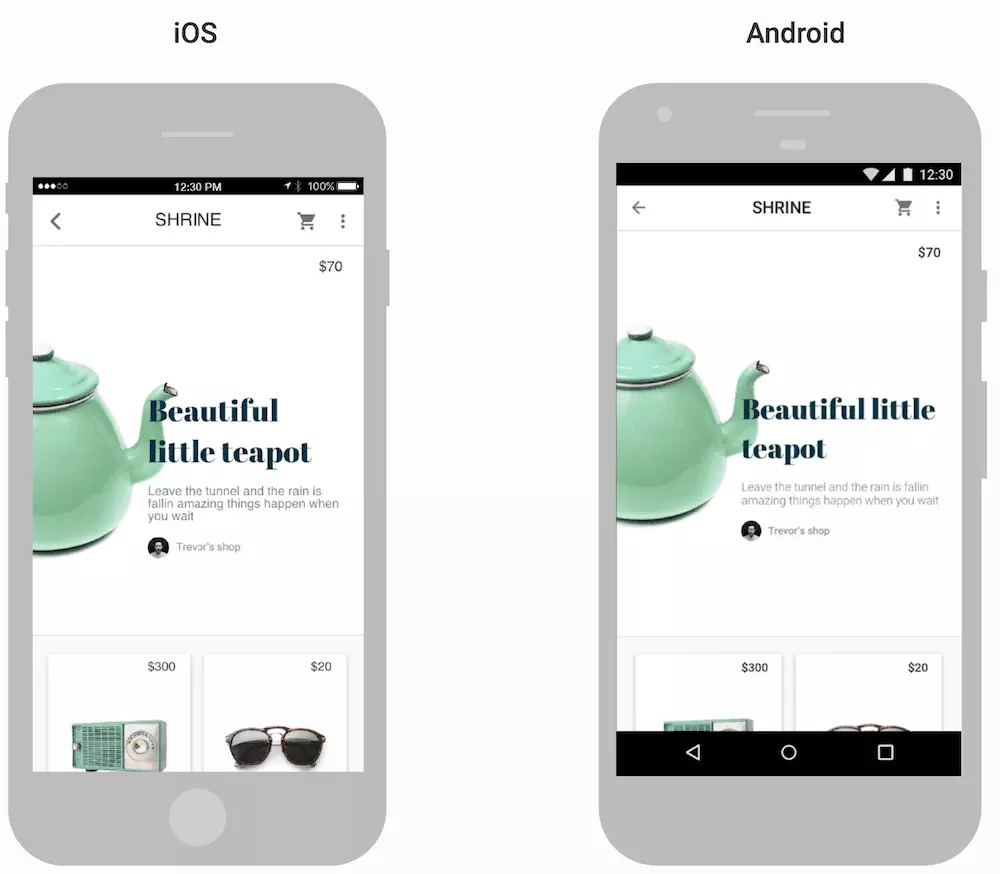 iOS
12:30 PM 100%
SHRINE
$70
Beautiful
little teapot
Leave the tunnel and the rain is
fallin amazing things happen when
you wait
Trevor's shop
$300
$20
Android
12:30
SHRINE
$70
Beautiful little
teapot
Leave the tunnel and the rain is fallin
amazing things happen when you wait
Trevor's shop
$300
$20